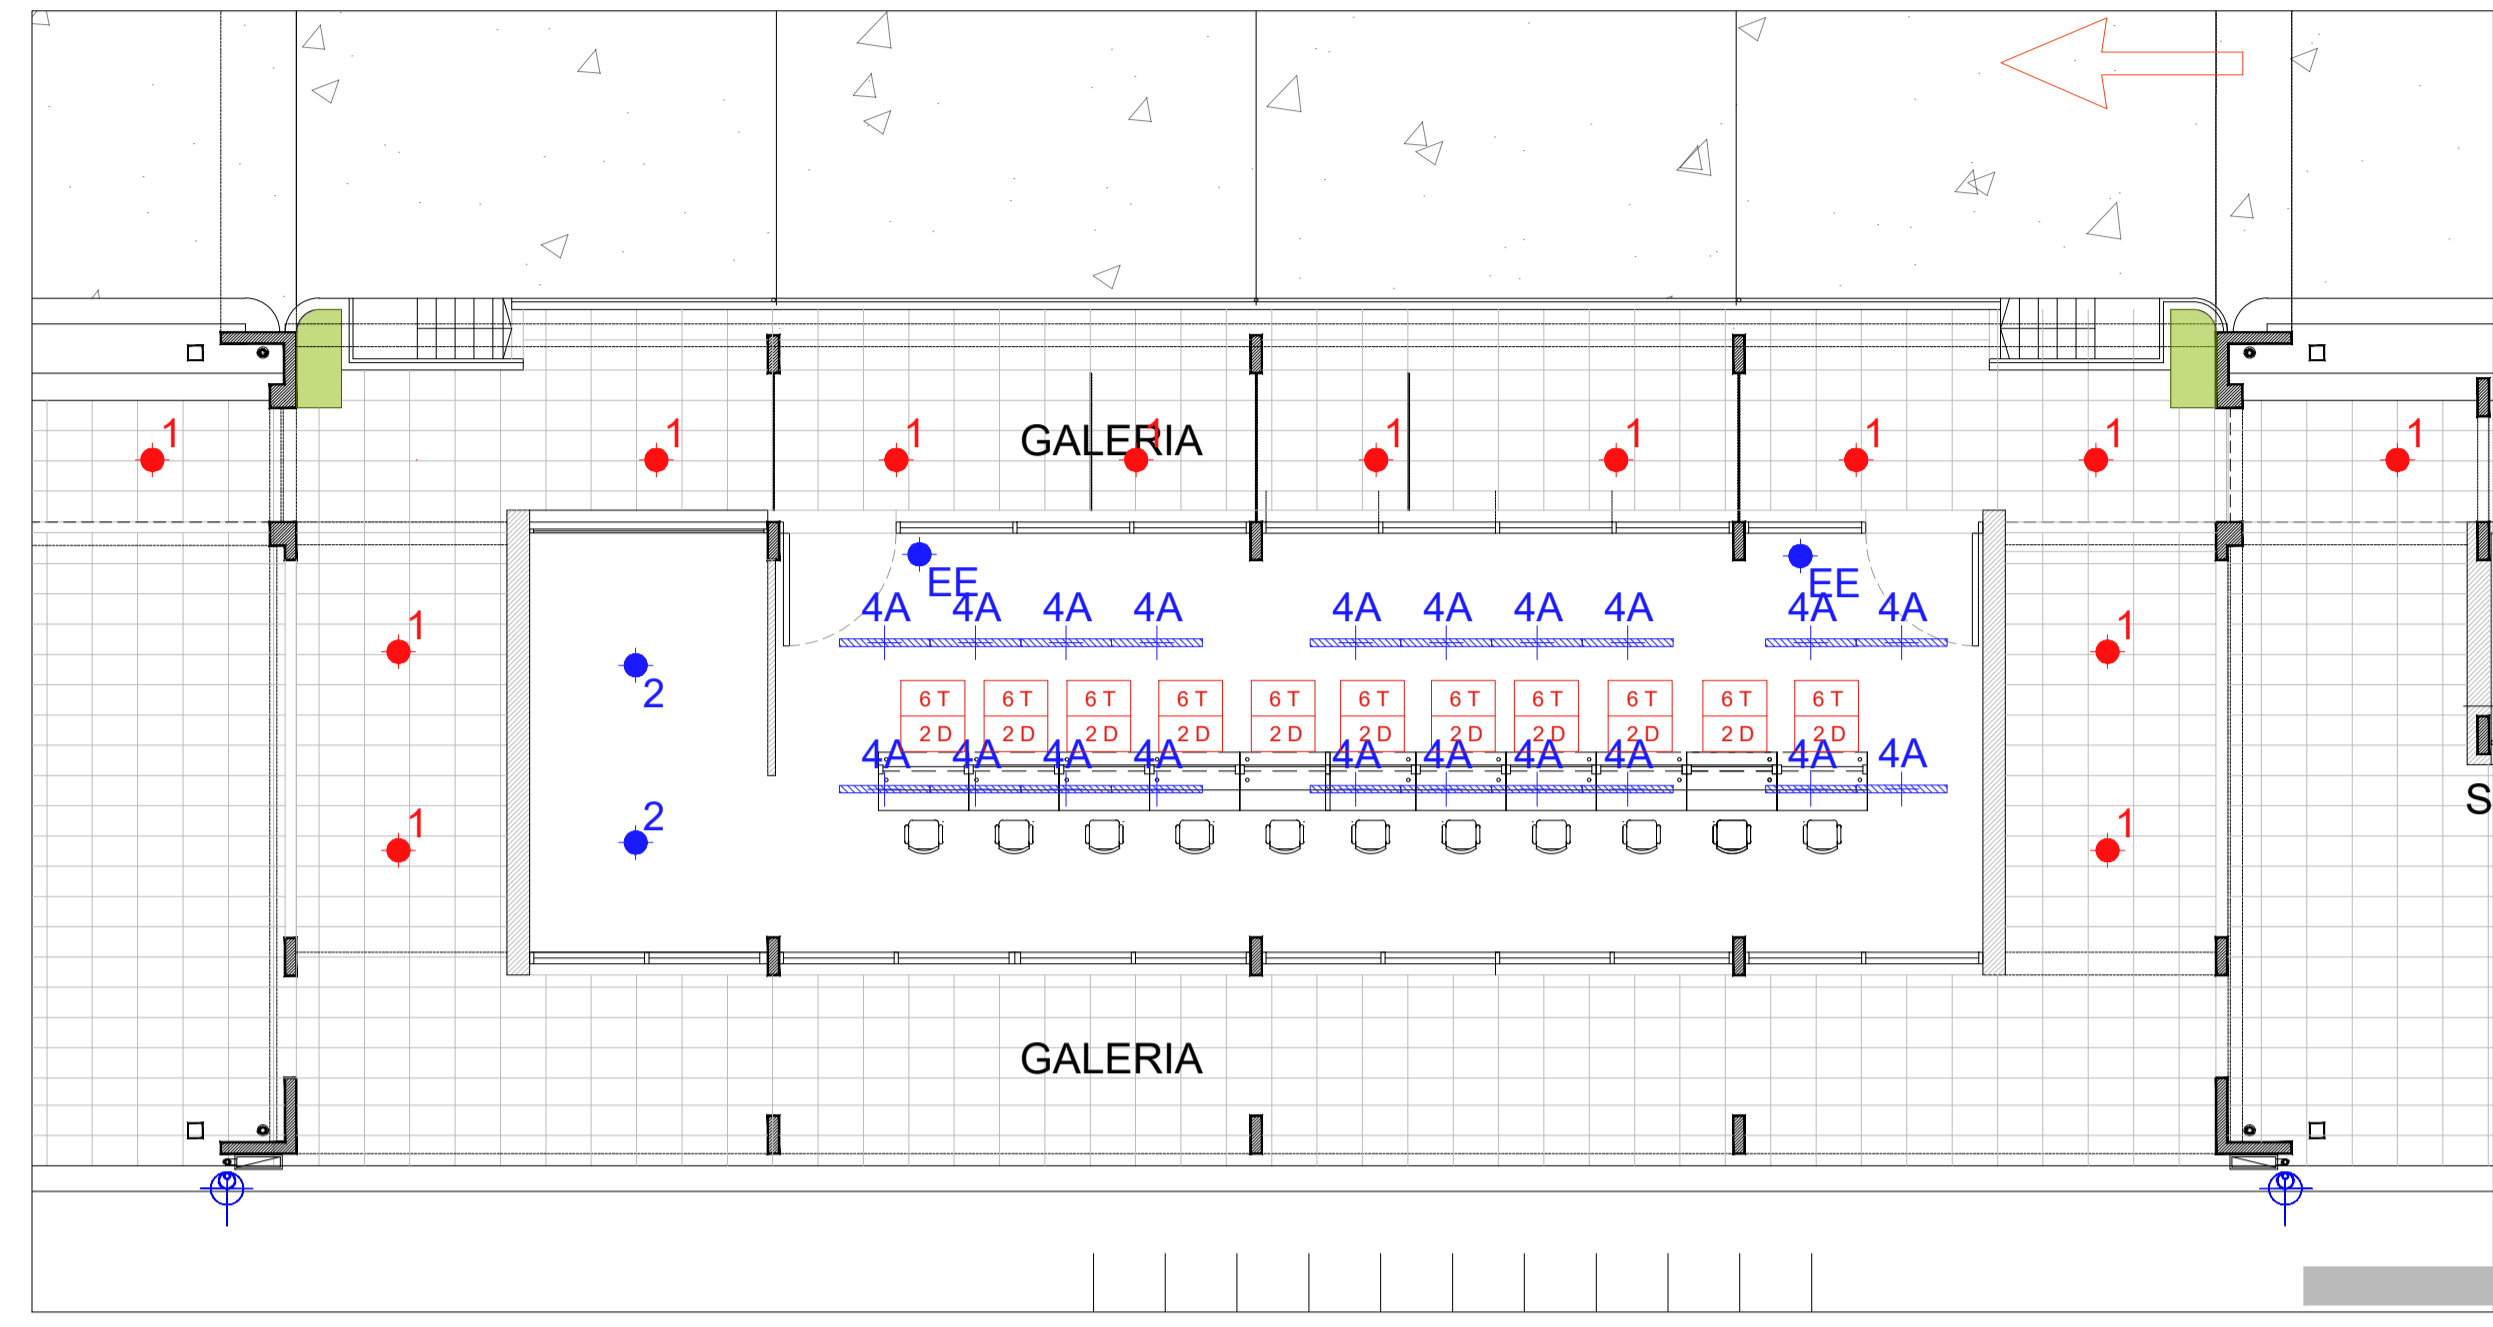 1 1 1 1 1 1 1 1 1
GALERIA
EE EE
4A 4A 4A 4A 4A 4A 4A 4A 4A 4A
1 1
2
6 T 6 T 6 T 6 T 6 T 6 T 6 T 6 T 6 T 6 T 6 T
2 D 2 D 2 D 2 D 2 D 2 D 2 D 2 D 2 D 2 D 2 D
4A 4A 4A 4A 4A 4A 4A 4A 4A 4A
S
1 2 1
GALERIA